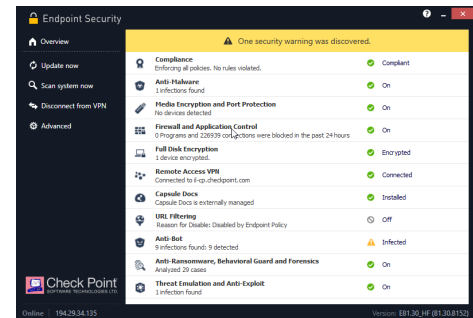 Endpoint Security
?
Overview
Update now
Scan system now
Disconnect from VPN
Advanced
One security warning was discovered.
Compliance
Enforcing all policies. No rules violated.
Compliant
Anti-Malware
1 infections found
On
Media Encryption and Port Protection
No devices detected
On
Firewall and Application Control
0 Programs and 226939 connections were blocked in the past 24 hours
On
Full Disk Encryption
1 device encrypted.
Encrypted
Remote Access VPN
Connected to il-cp.checkpoint.com
Connected
Capsule Docs
Capsule Docs is externally managed
Installed
URL Filtering
Reason for Disable: Disabled by Endpoint Policy
Off
Anti-Bot
9 infections found: 9 detected
Infected
Anti-Ransomware, Behavioral Guard and Forensics
Analyzed 29 cases
On
Threat Emulation and Anti-Exploit
1 infection found
On
Check Point
SOFTWARE TECHNOLOGIES LTD.
Online 194.29.34.135
Version: E81.30_HF (81.30.8152)